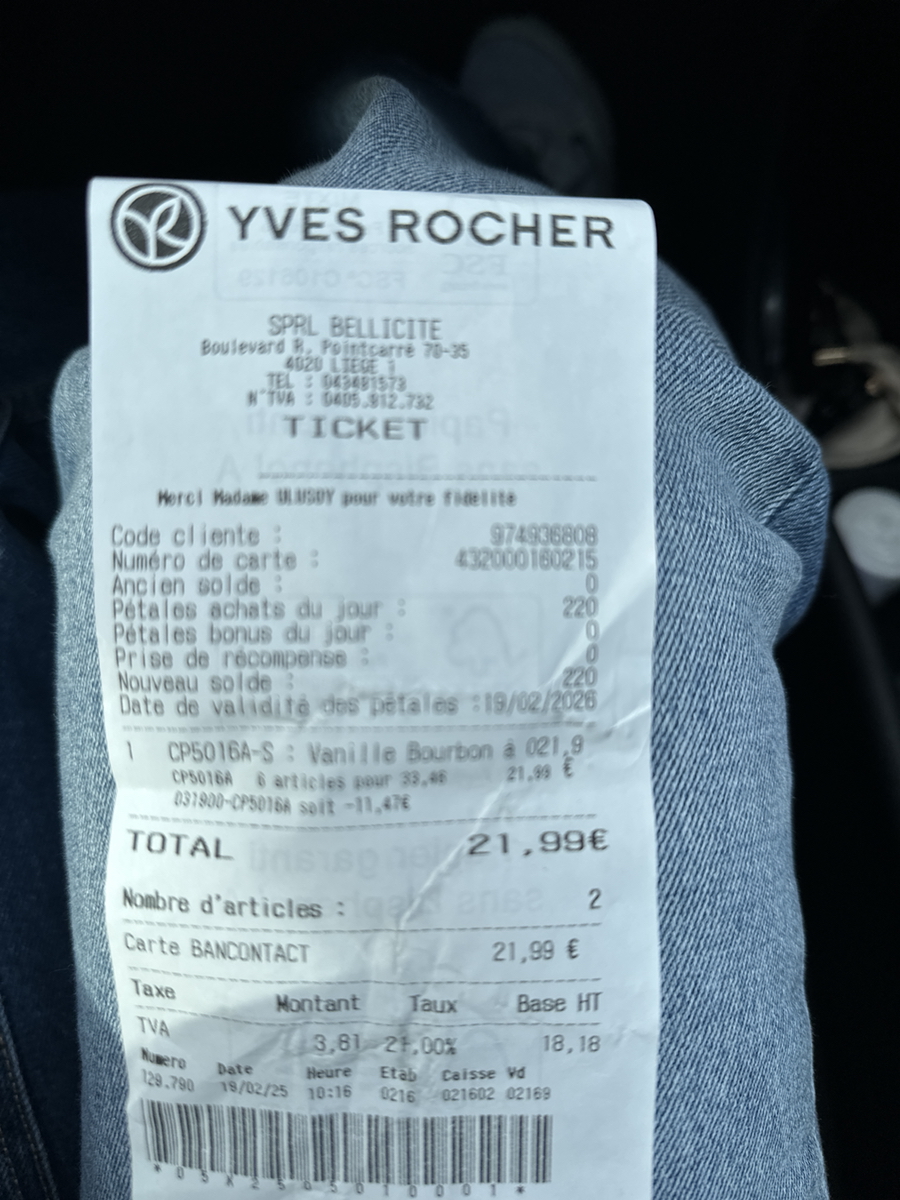 YVES ROCHER
SPRL BELLICITE
Boulevard R. Pointcarré 70-35
4020 LIEGE 1
TEL : 043491573
N°TVA : 0405.912.732
TICKET
Merci Madame ULUSOY pour votre fidelité
Code cliente : 974936808
Numéro de carte : 432000160215
Ancien solde : 0
Pétales achats du jour : 220
Pétales bonus du jour : 0
Prise de récompense : 0
Nouveau solde : 220
Date de validité des pétales :19/02/2026
1 CP5016A-S : Vanille Bourbon à 021,9
CP5016A 6 articles pour 33,46 21,99 €
031900-CP5016A soit -11,47€
TOTAL 21,99€
Nombre d'articles : 2
Carte BANCONTACT 21,99 €
Taxe Montant Taux Base HT
TVA 3,81 21,00% 18,18
Numero Date Heure Etab Caisse Vd
129.790 19/02/25 10:16 0216 021602 02169